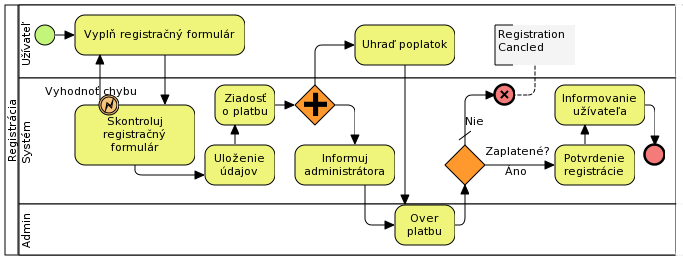 Registrácia
Užívateľ
Vyplň registračný formulár
Uhraď poplatok
Registration
Cancled
Systém
Vyhodnoť chybu
Skontroluj
registračný
formulár
Ziadosť
o platbu
Uloženie
údajov
Informuj
administrátora
Nie
Zaplatené?
Áno
Informovanie
užívateľa
Potvrdenie
registrácie
Admin
Over
platbu